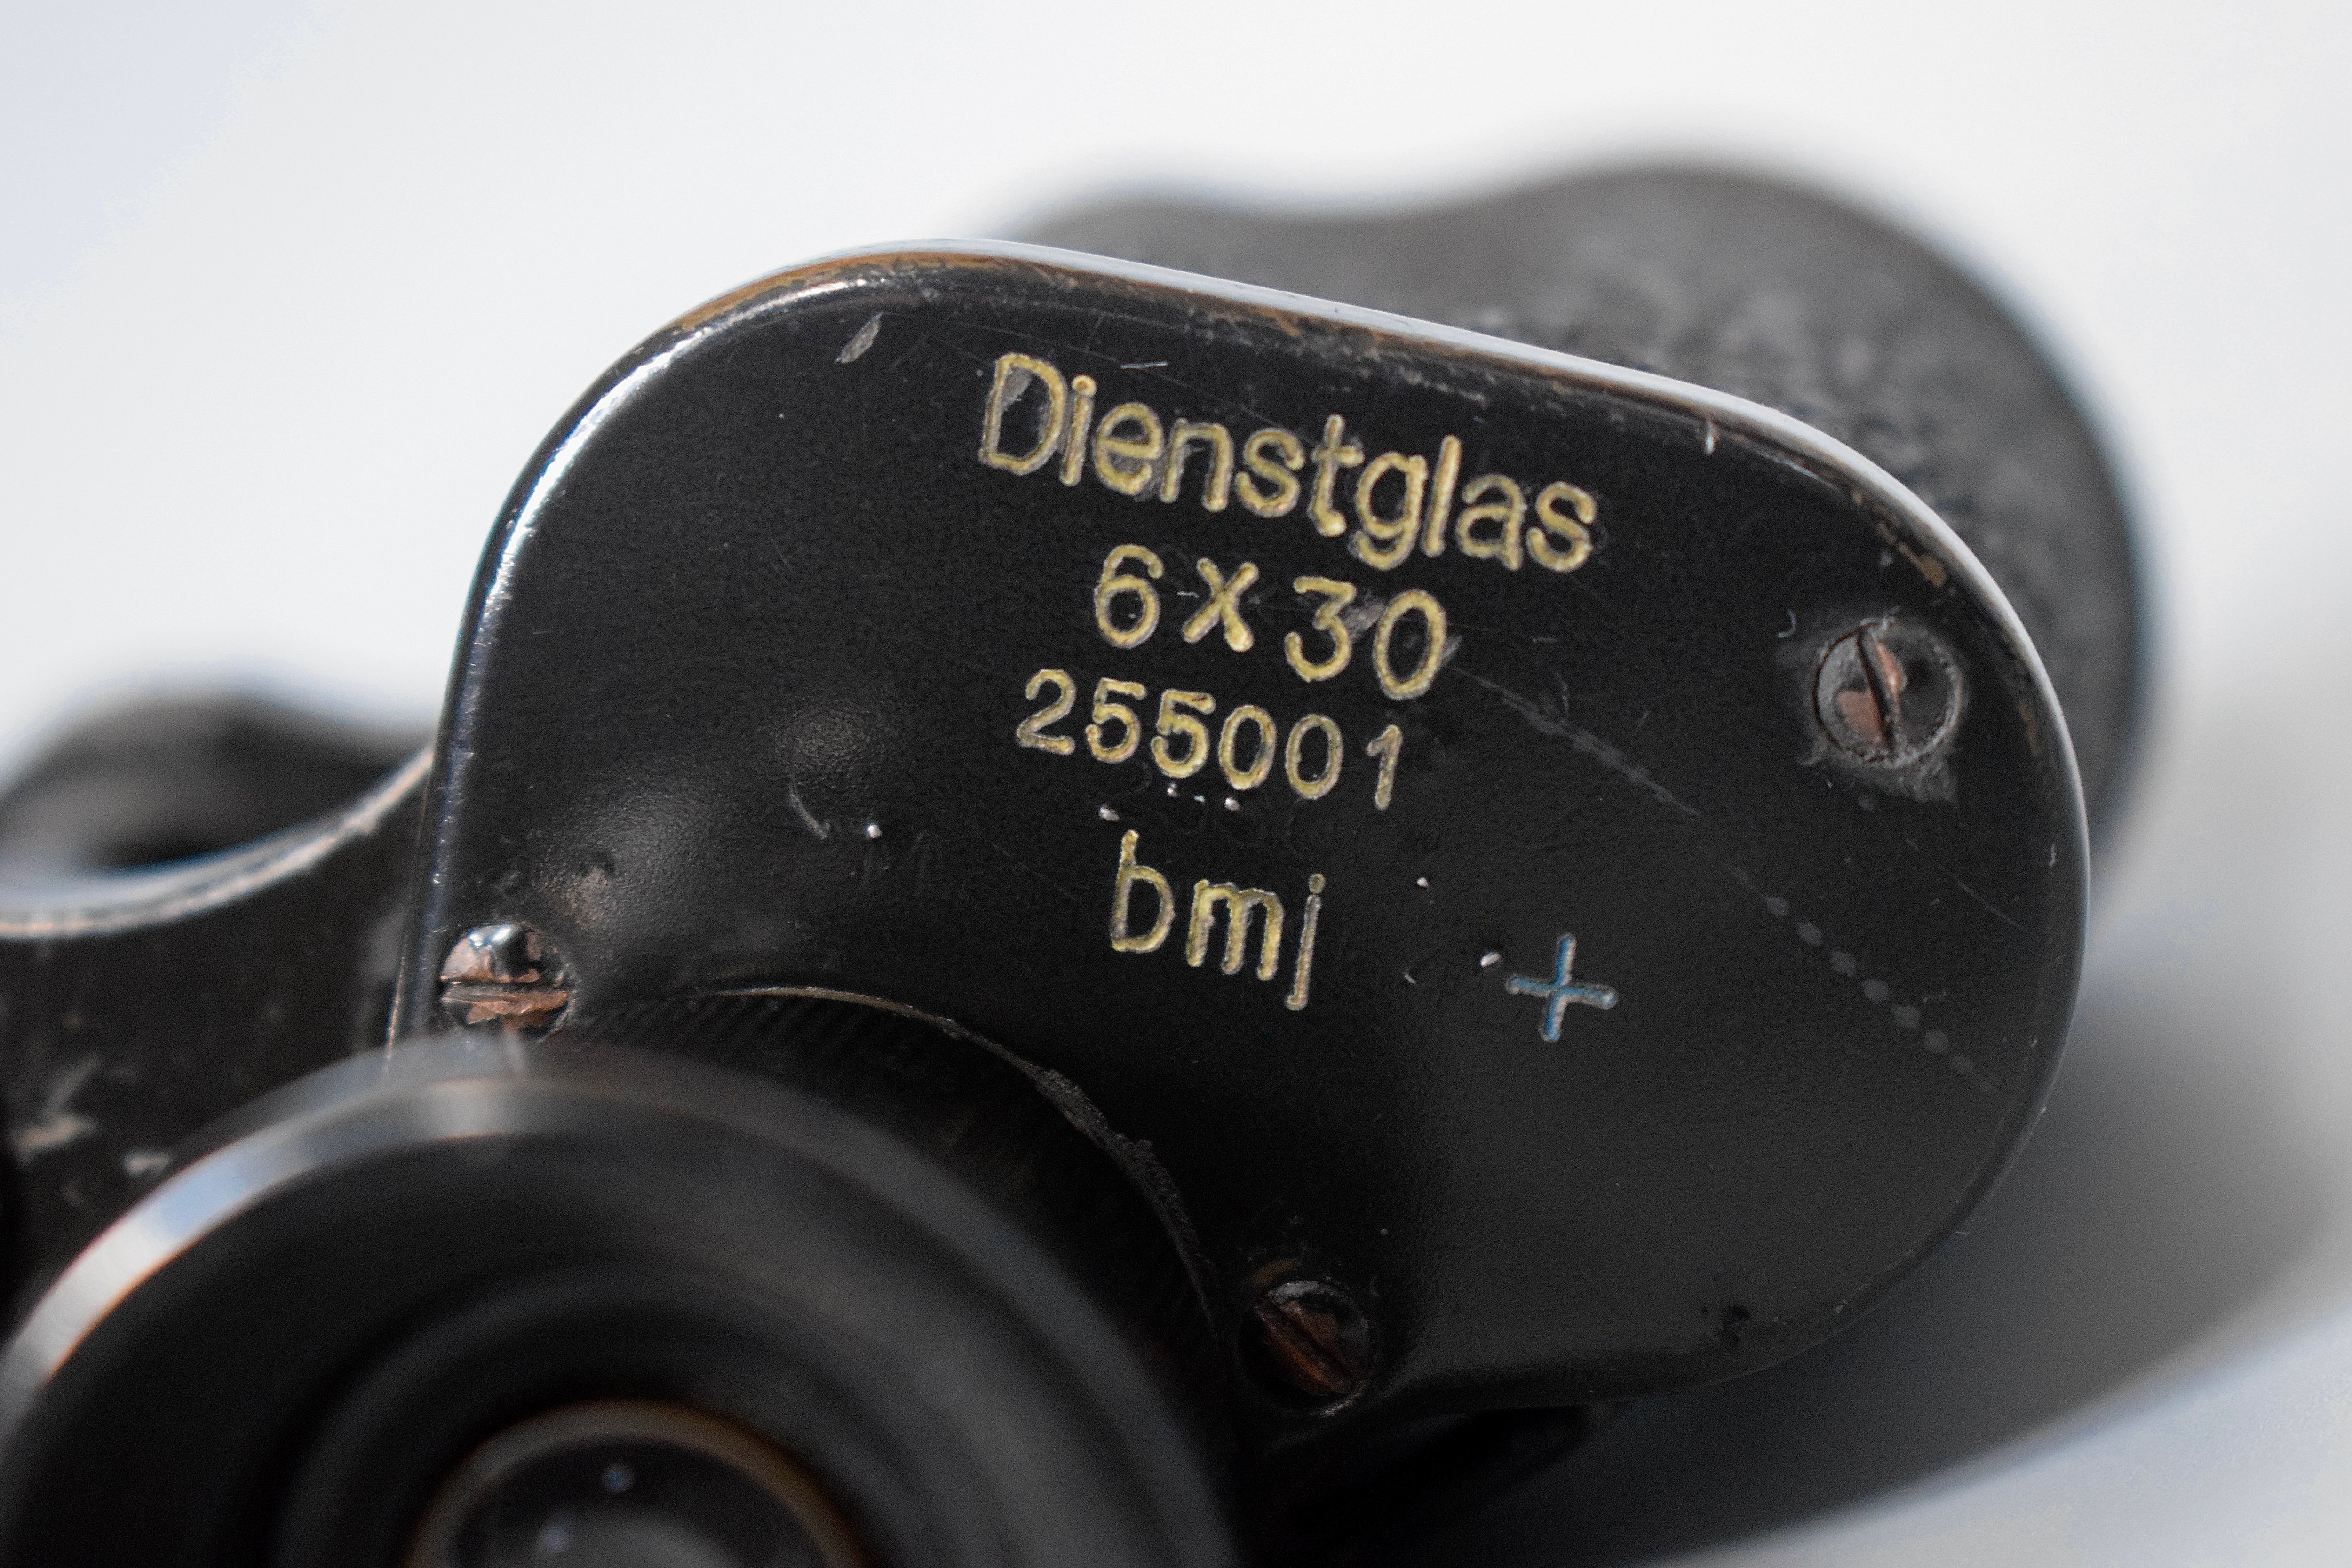 Dienstglas
6x30
255001
bmj
+